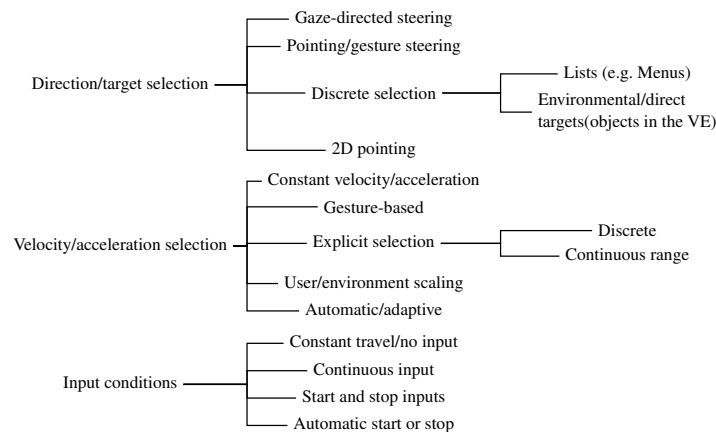 Direction/target selection
Gaze-directed steering
Pointing/gesture steering
Discrete selection
Lists (e.g. Menus)
Environmental/direct
targets(objects in the VE)
2D pointing
Velocity/acceleration selection
Constant velocity/acceleration
Gesture-based
Explicit selection
Discrete
Continuous range
User/environment scaling
Automatic/adaptive
Input conditions
Constant travel/no input
Continuous input
Start and stop inputs
Automatic start or stop